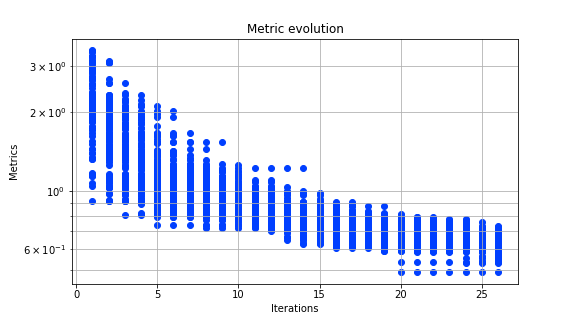 Metric evolution
3 × 10⁰
2 × 10⁰
10⁰
6 × 10⁻¹
Metrics
0 5 10 15 20 25
Iterations